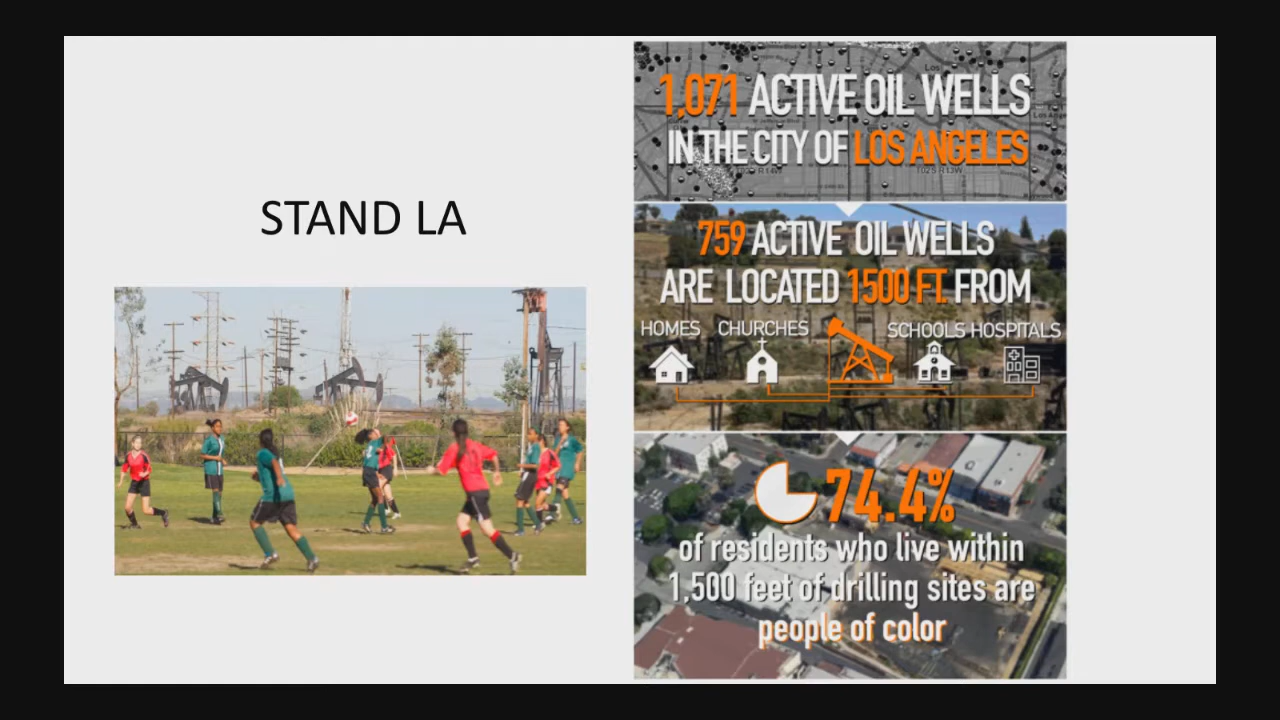 STAND LA
1,071 ACTIVE OIL WELLS
IN THE CITY OF LOS ANGELES
759 ACTIVE OIL WELLS
ARE LOCATED 1500 FT. FROM
HOMES CHURCHES SCHOOLS HOSPITALS
74.4%
of residents who live within
1,500 feet of drilling sites are
people of color